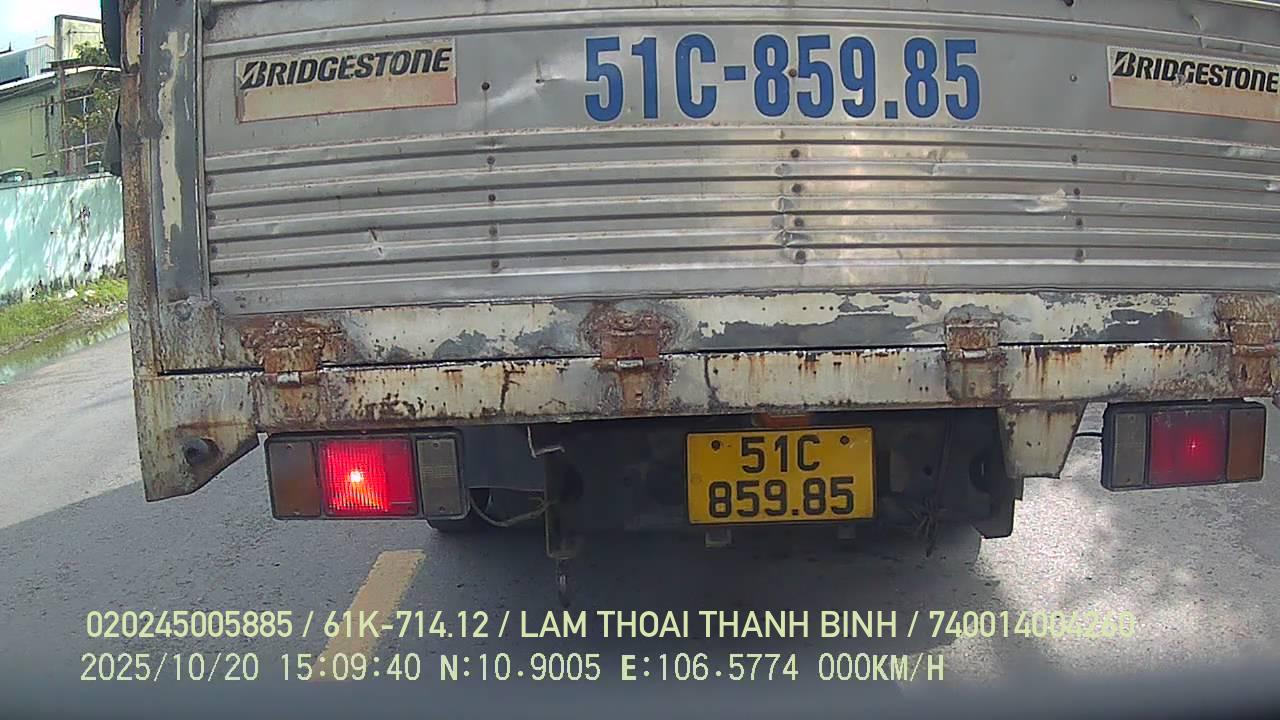 BRIDGESTONE 51C-859.85 BRIDGESTONE
51C
859.85
020245005885 / 61K-714.12 / LAM THOAI THANH BINH / 740014004260
2025/10/20 15:09:40 N:10.9005 E:106.5774 000KM/H